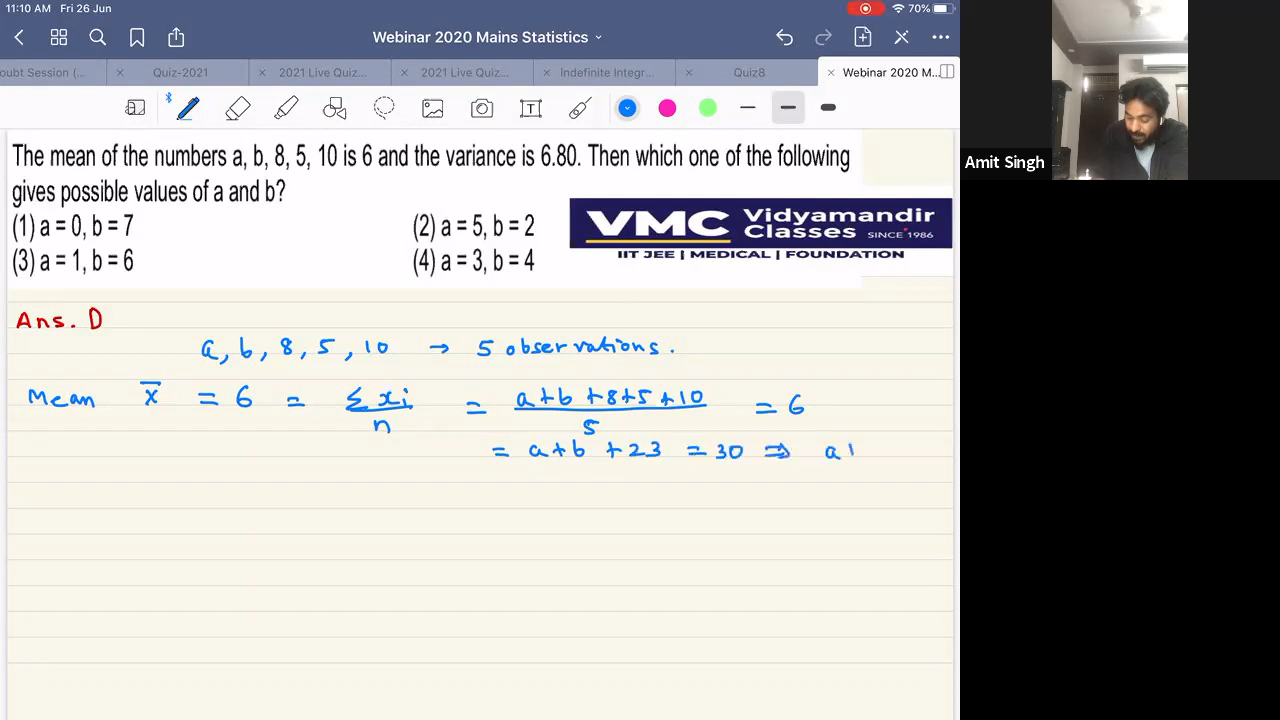 11:10 AM Fri 26 Jun
70%
Webinar 2020 Mains Statistics
oubt Session (...
Quiz-2021
2021 Live Quiz...
2021 Live Quiz...
Indefinite Integr...
Quiz8
Webinar 2020 M...
The mean of the numbers a, b, 8, 5, 10 is 6 and the variance is 6.80. Then which one of the following
gives possible values of a and b?
(1) a = 0, b = 7
(2) a = 5, b = 2
(3) a = 1, b = 6
(4) a = 3, b = 4
VMC Vidyamandir Classes SINCE 1986
IIT JEE | MEDICAL | FOUNDATION
Amit Singh
Ans. D
a, b, 8, 5, 10 → 5 observations.
Mean x̄ = 6 = Σxi / n = a+b+8+5+10 / 5 = 6
= a+b+23 = 30 ⇒ a